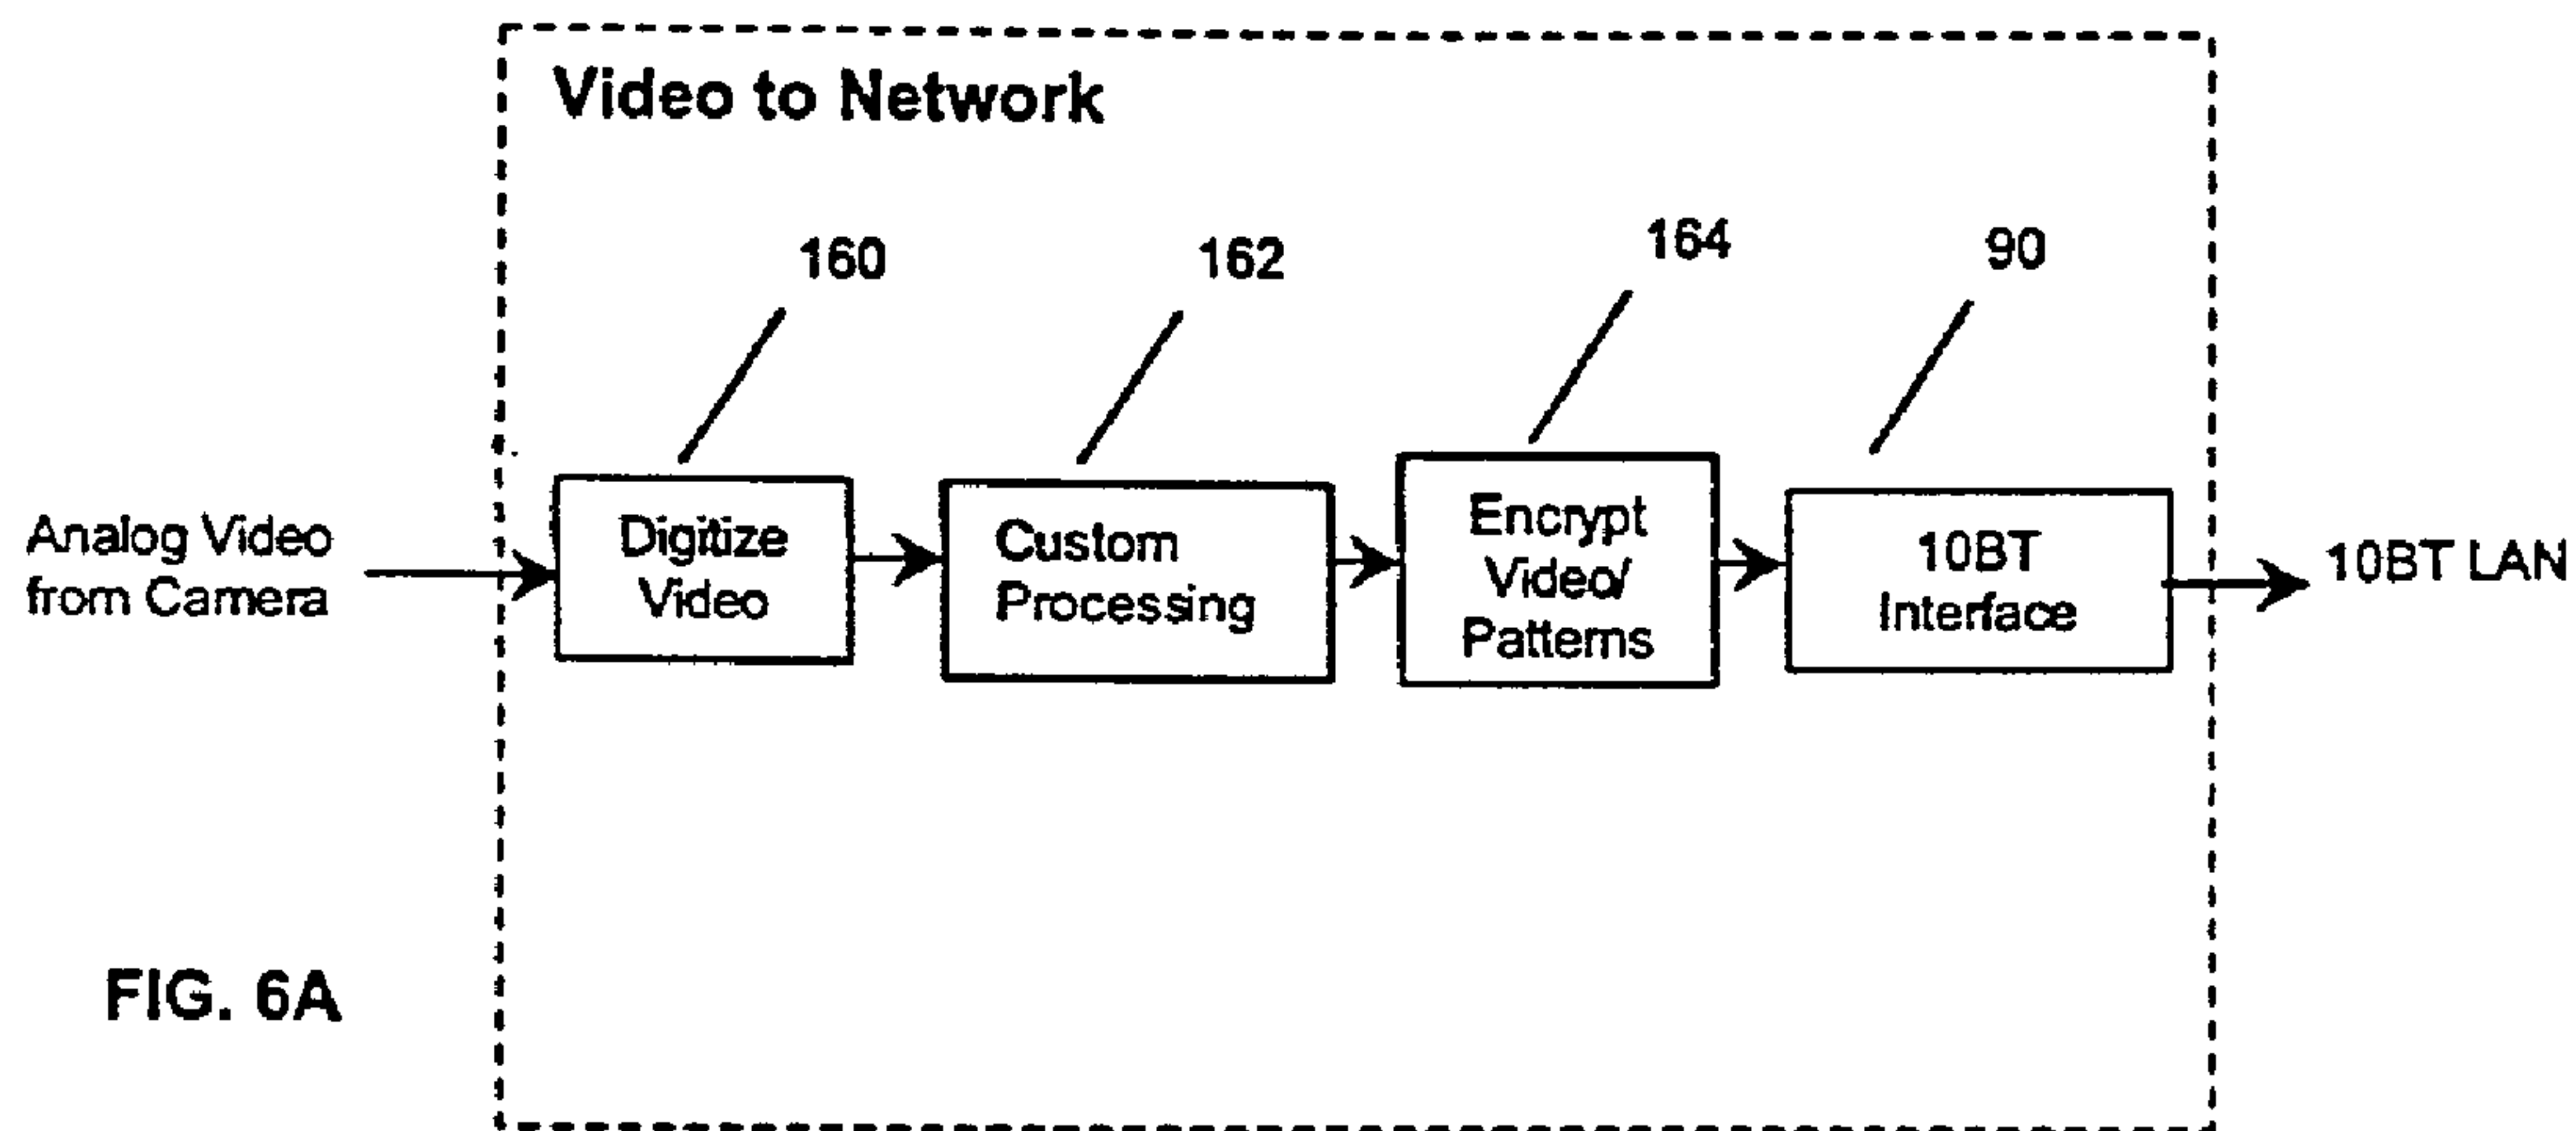 Video to Network
160
162
164
90
Analog Video
from Camera
Digitize
Video
Custom
Processing
Encrypt
Video/
Patterns
10BT
Interface
10BT LAN
FIG. 6A